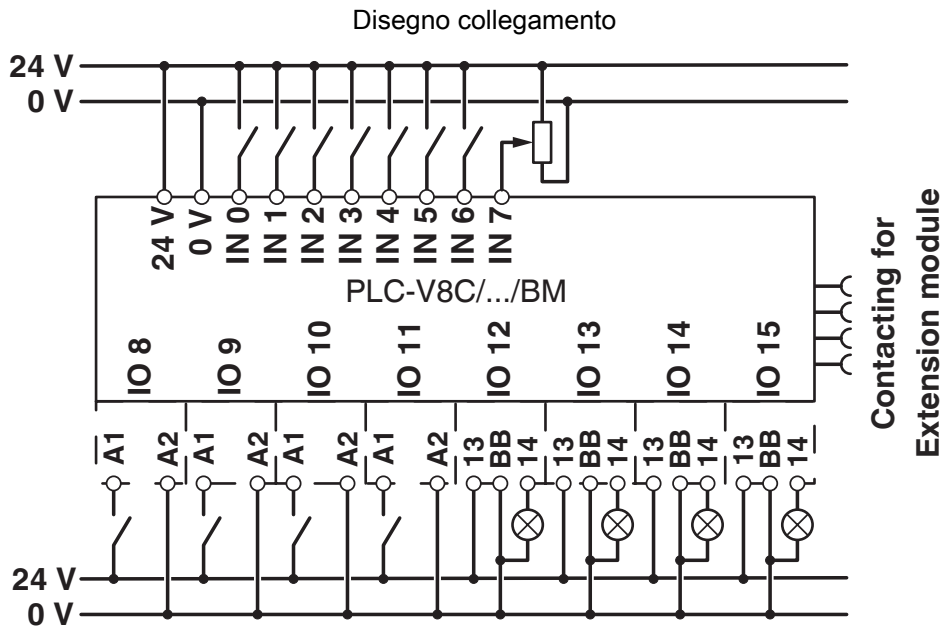 Disegno collegamento
24 V
0 V
24 V
0 V
IN 0
IN 1
IN 2
IN 3
IN 4
IN 5
IN 6
IN 7
PLC-V8C/.../BM
Contacting for
Extension module
IO 8
IO 9
IO 10
IO 11
IO 12
IO 13
IO 14
IO 15
A1
A2
A1
A2
A1
A2
A1
A2
13
BB
14
13
BB
14
13
BB
14
13
BB
14
24 V
0 V